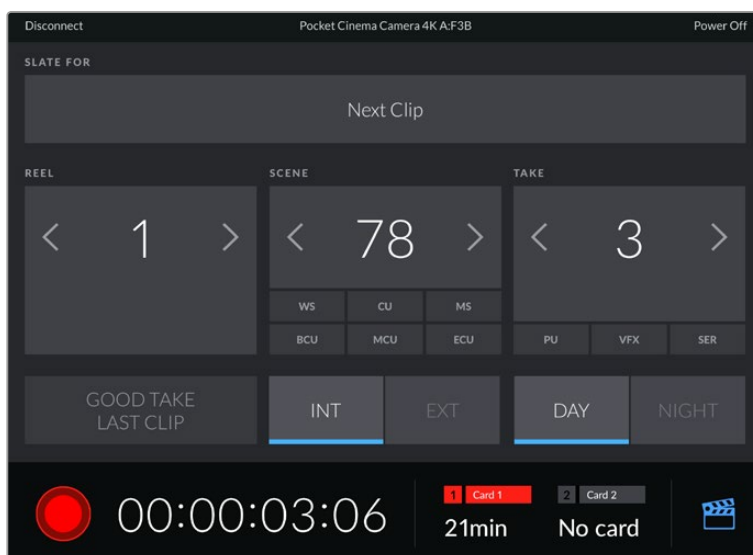 Disconnect Pocket Cinema Camera 4K A:F3B Power Off
SLATE FOR
Next Clip
REEL SCENE TAKE
< 1 > < 78 > < 3 >
WS CU MS
BCU MCU ECU PU VFX SER
GOOD TAKE
LAST CLIP
INT EXT DAY NIGHT
00:00:03:06
1 Card 1 2 Card 2
21min No card